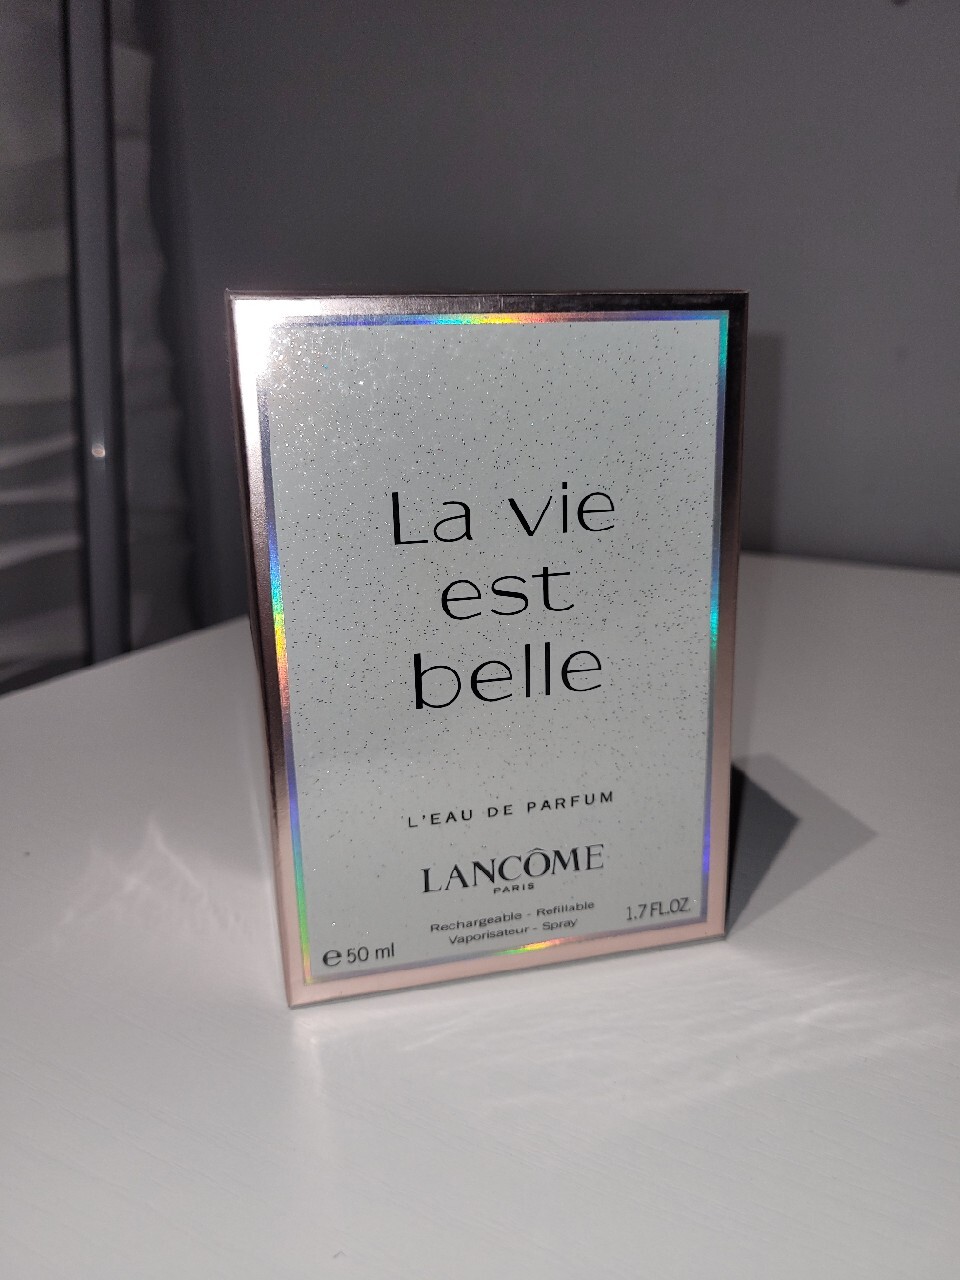 La vie
est
belle
L'EAU DE PARFUM
LANCÔME
PARIS
Rechargeable - Refillable
Vaporisateur - Spray
℮ 50 ml
1.7 FL.OZ.